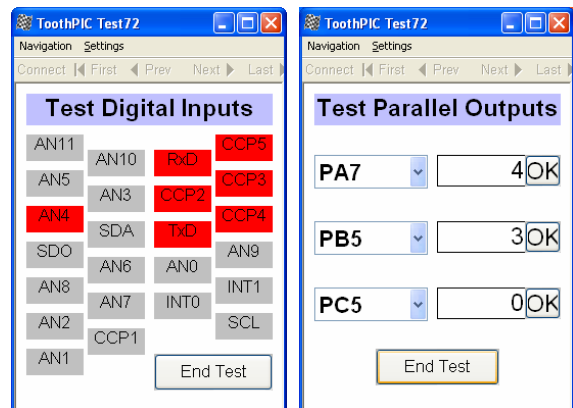 ToothPIC Test72
Navigation Settings
Connect First Prev Next Last
Test Digital Inputs
AN11 CCP5
AN10 RxD
AN5 CCP3
AN3 CCP2
AN4 CCP4
SDA TxD
SDO AN9
AN6 AN0
AN8 INT1
AN7 INT0
AN2 SCL
CCP1
AN1
End Test
ToothPIC Test72
Navigation Settings
Connect First Prev Next Last
Test Parallel Outputs
PA7 4 OK
PB5 3 OK
PC5 0 OK
End Test